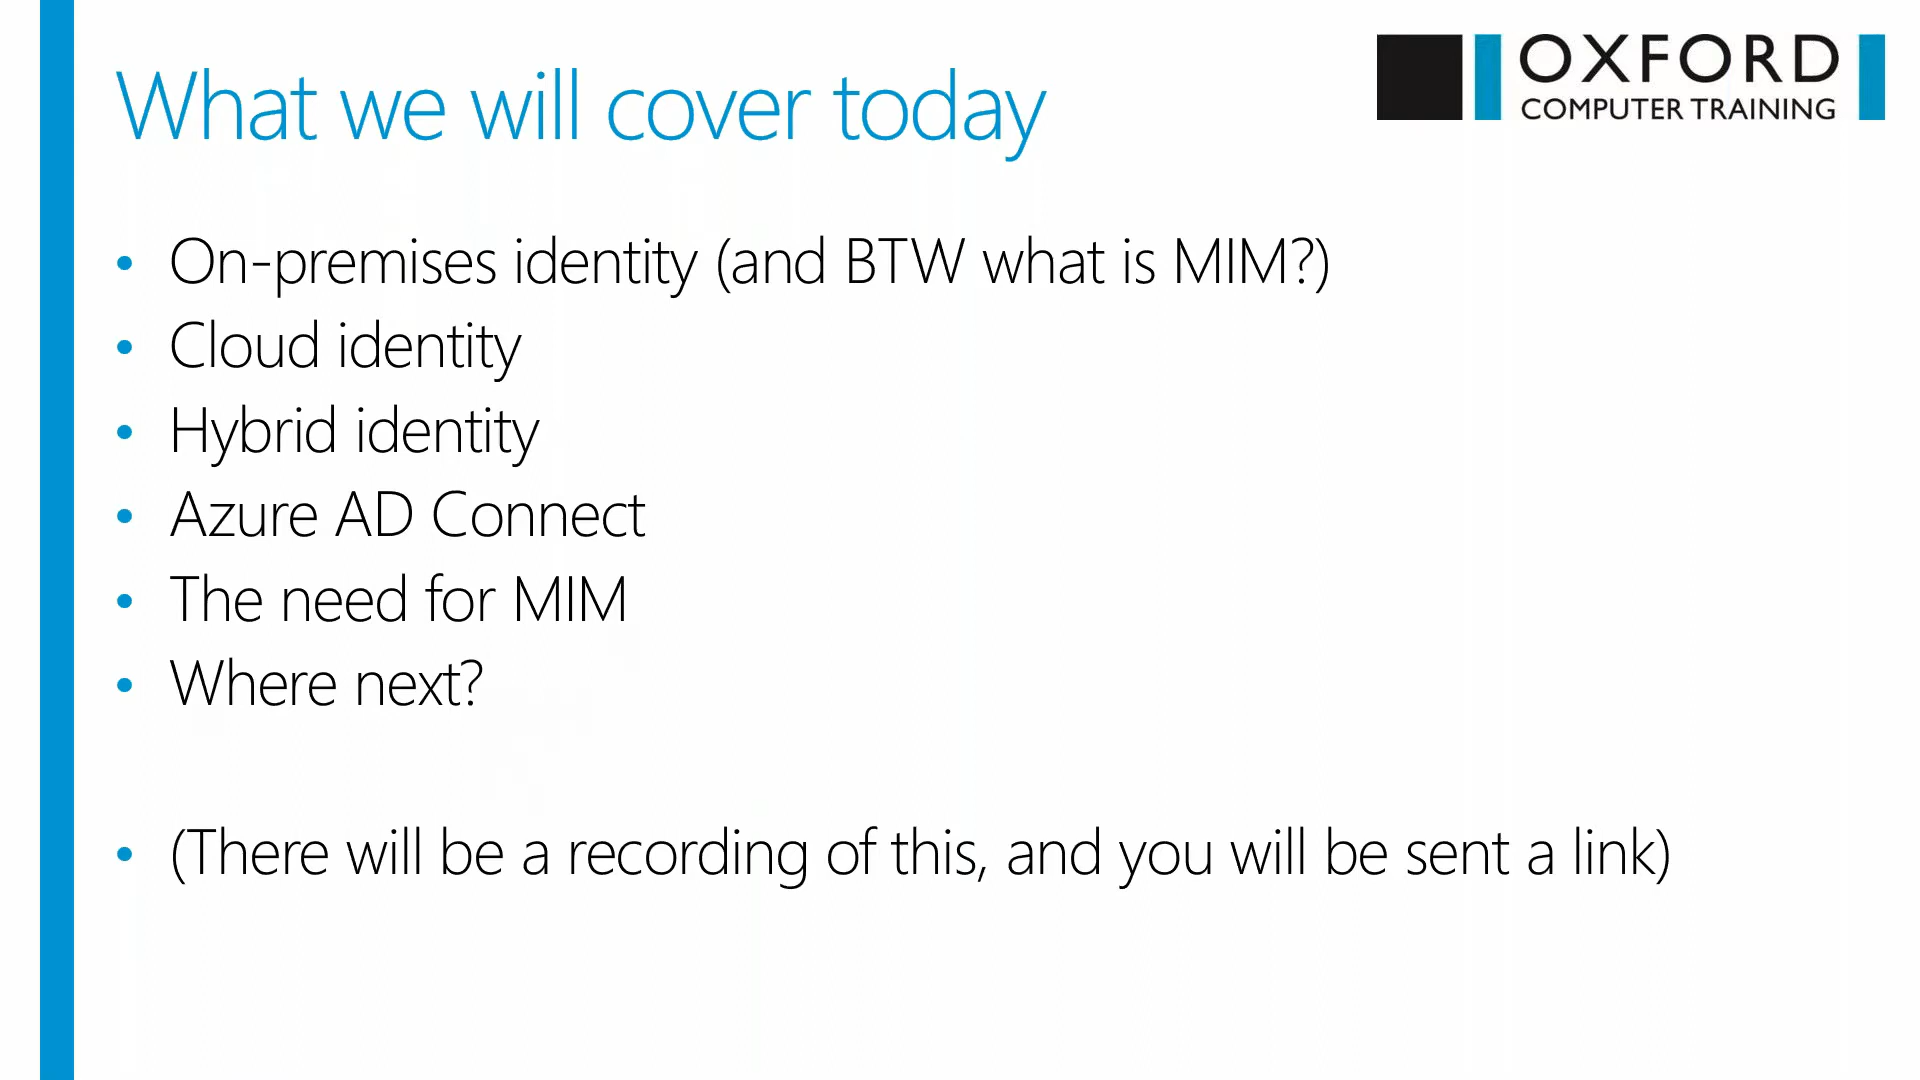 What we will cover today
OXFORD
COMPUTER TRAINING
• On-premises identity (and BTW what is MIM?)
• Cloud identity
• Hybrid identity
• Azure AD Connect
• The need for MIM
• Where next?
• (There will be a recording of this, and you will be sent a link)